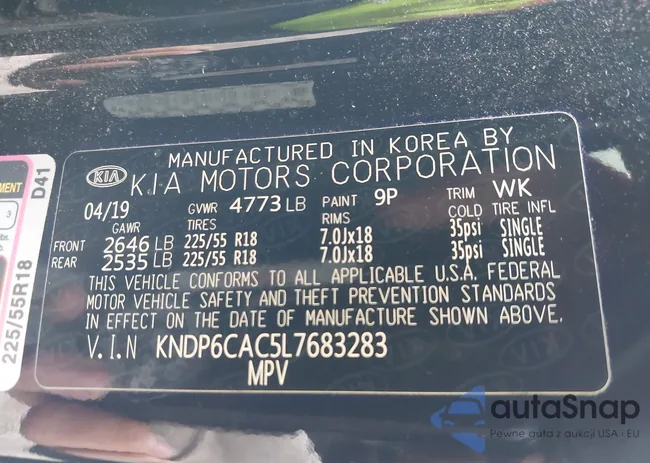 MANUFACTURED IN KOREA BY
KIA KIA MOTORS CORPORATION
04/19 GVWR 4773 LB PAINT 9P TRIM WK
GAWR TIRES RIMS COLD TIRE INFL
FRONT 2646 LB 225/55 R18 7.0Jx18 35psi SINGLE
REAR 2535 LB 225/55 R18 7.0Jx18 35psi SINGLE
THIS VEHICLE CONFORMS TO ALL APPLICABLE U.S.A. FEDERAL
MOTOR VEHICLE SAFETY AND THEFT PREVENTION STANDARDS
IN EFFECT ON THE DATE OF MANUFACTURE SHOWN ABOVE.
V.I.N KNDP6CAC5L7683283
MPV
D41
3
225/55R18
autaSnap
Pewne auta z aukcji USA i EU